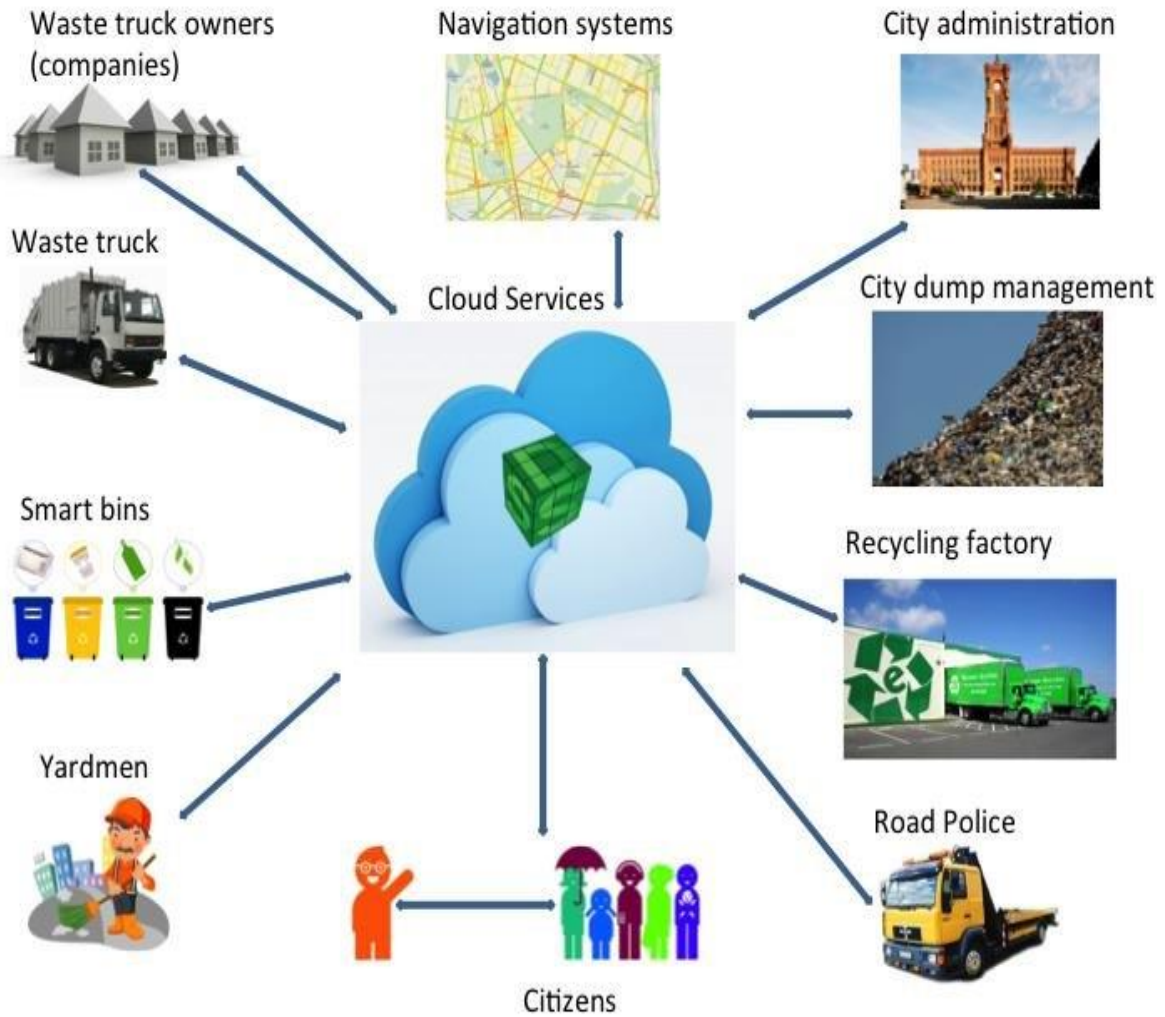 Waste truck owners
(companies)
Navigation systems
City administration
Waste truck
Cloud Services
City dump management
Smart bins
Recycling factory
e
Yardmen
Road Police
Citizens